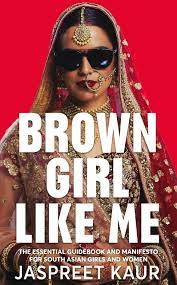 BROWN
GIRL
LIKE ME
THE ESSENTIAL GUIDEBOOK AND MANIFESTO
FOR SOUTH ASIAN GIRLS AND WOMEN
JASPREET KAUR